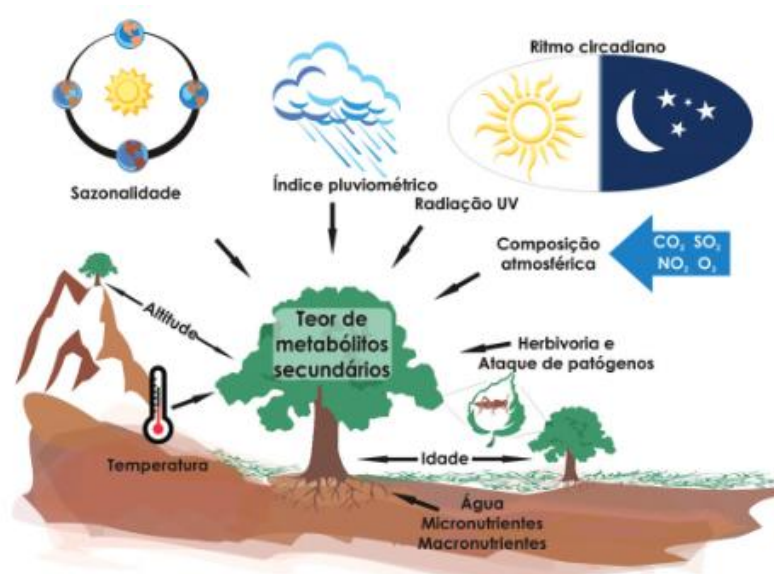 Ritmo circadiano
Sazonalidade
Índice pluviométrico
Radiação UV
Composição
atmosférica
CO₂ SO₂
NO₂ O₃
Altitude
Teor de
metabólitos
secundários
Herbivoria e
Ataque de patógenos
Temperatura
Idade
Água
Micronutrientes
Macronutrientes